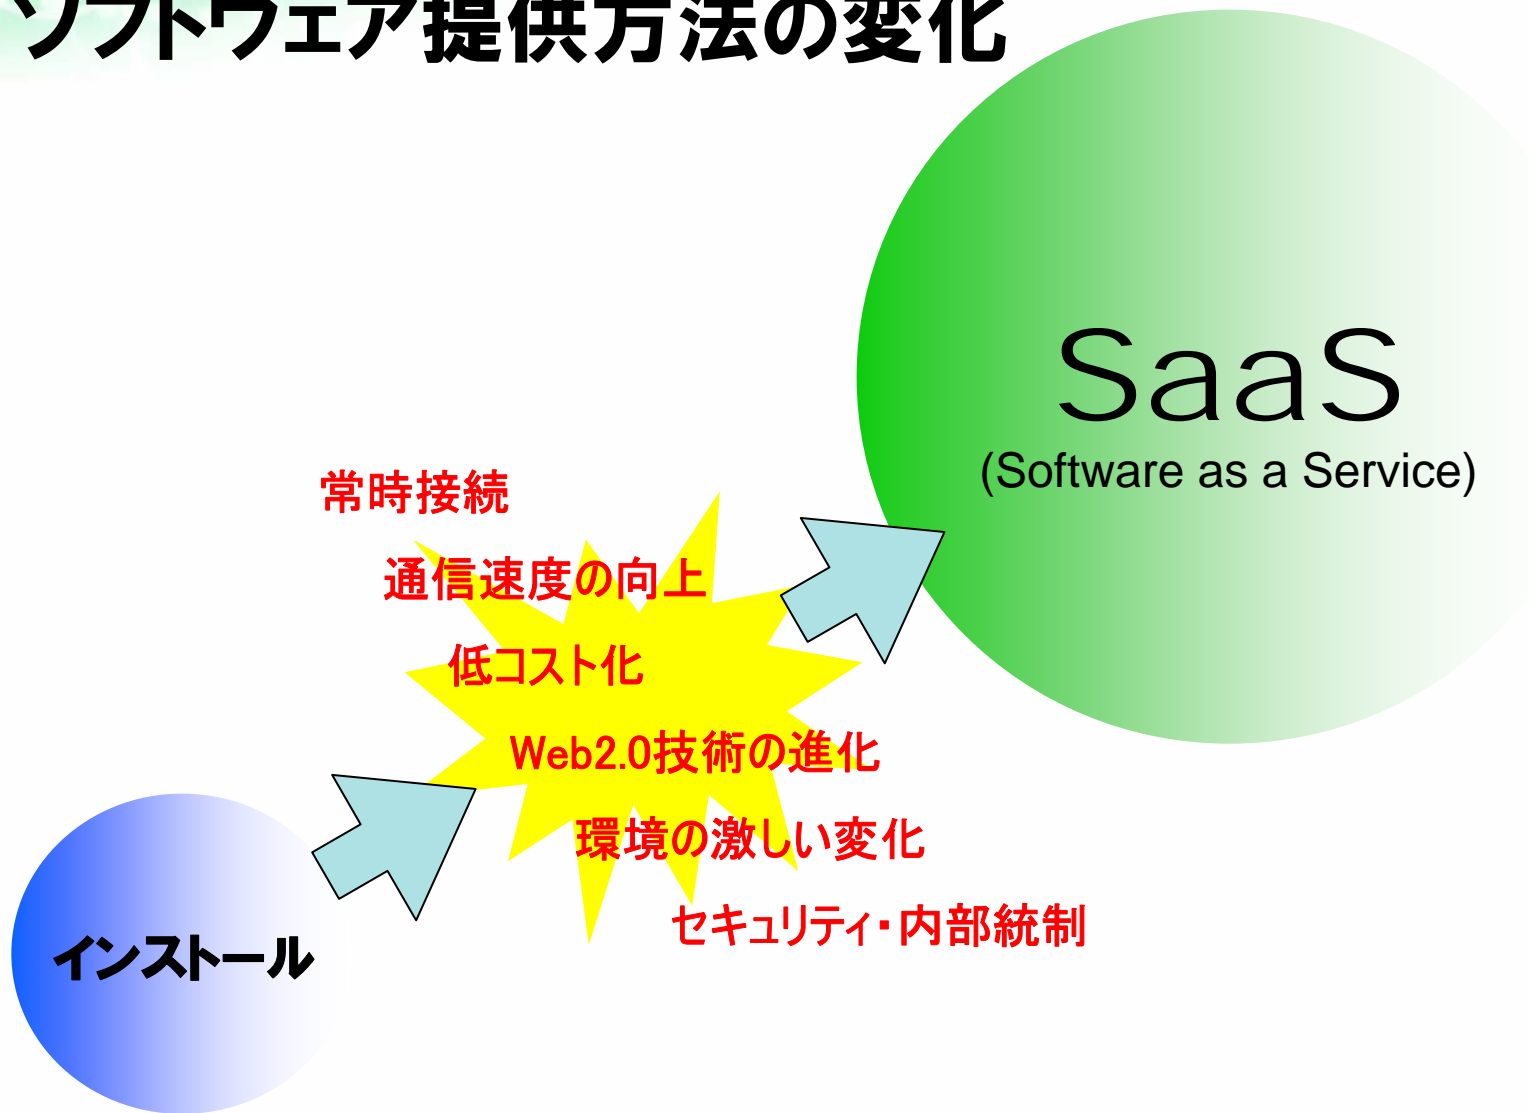 ソフトウェア提供方法の変化
SaaS
(Software as a Service)
常時接続
通信速度の向上
低コスト化
Web2.0技術の進化
環境の激しい変化
セキュリティ・内部統制
インストール